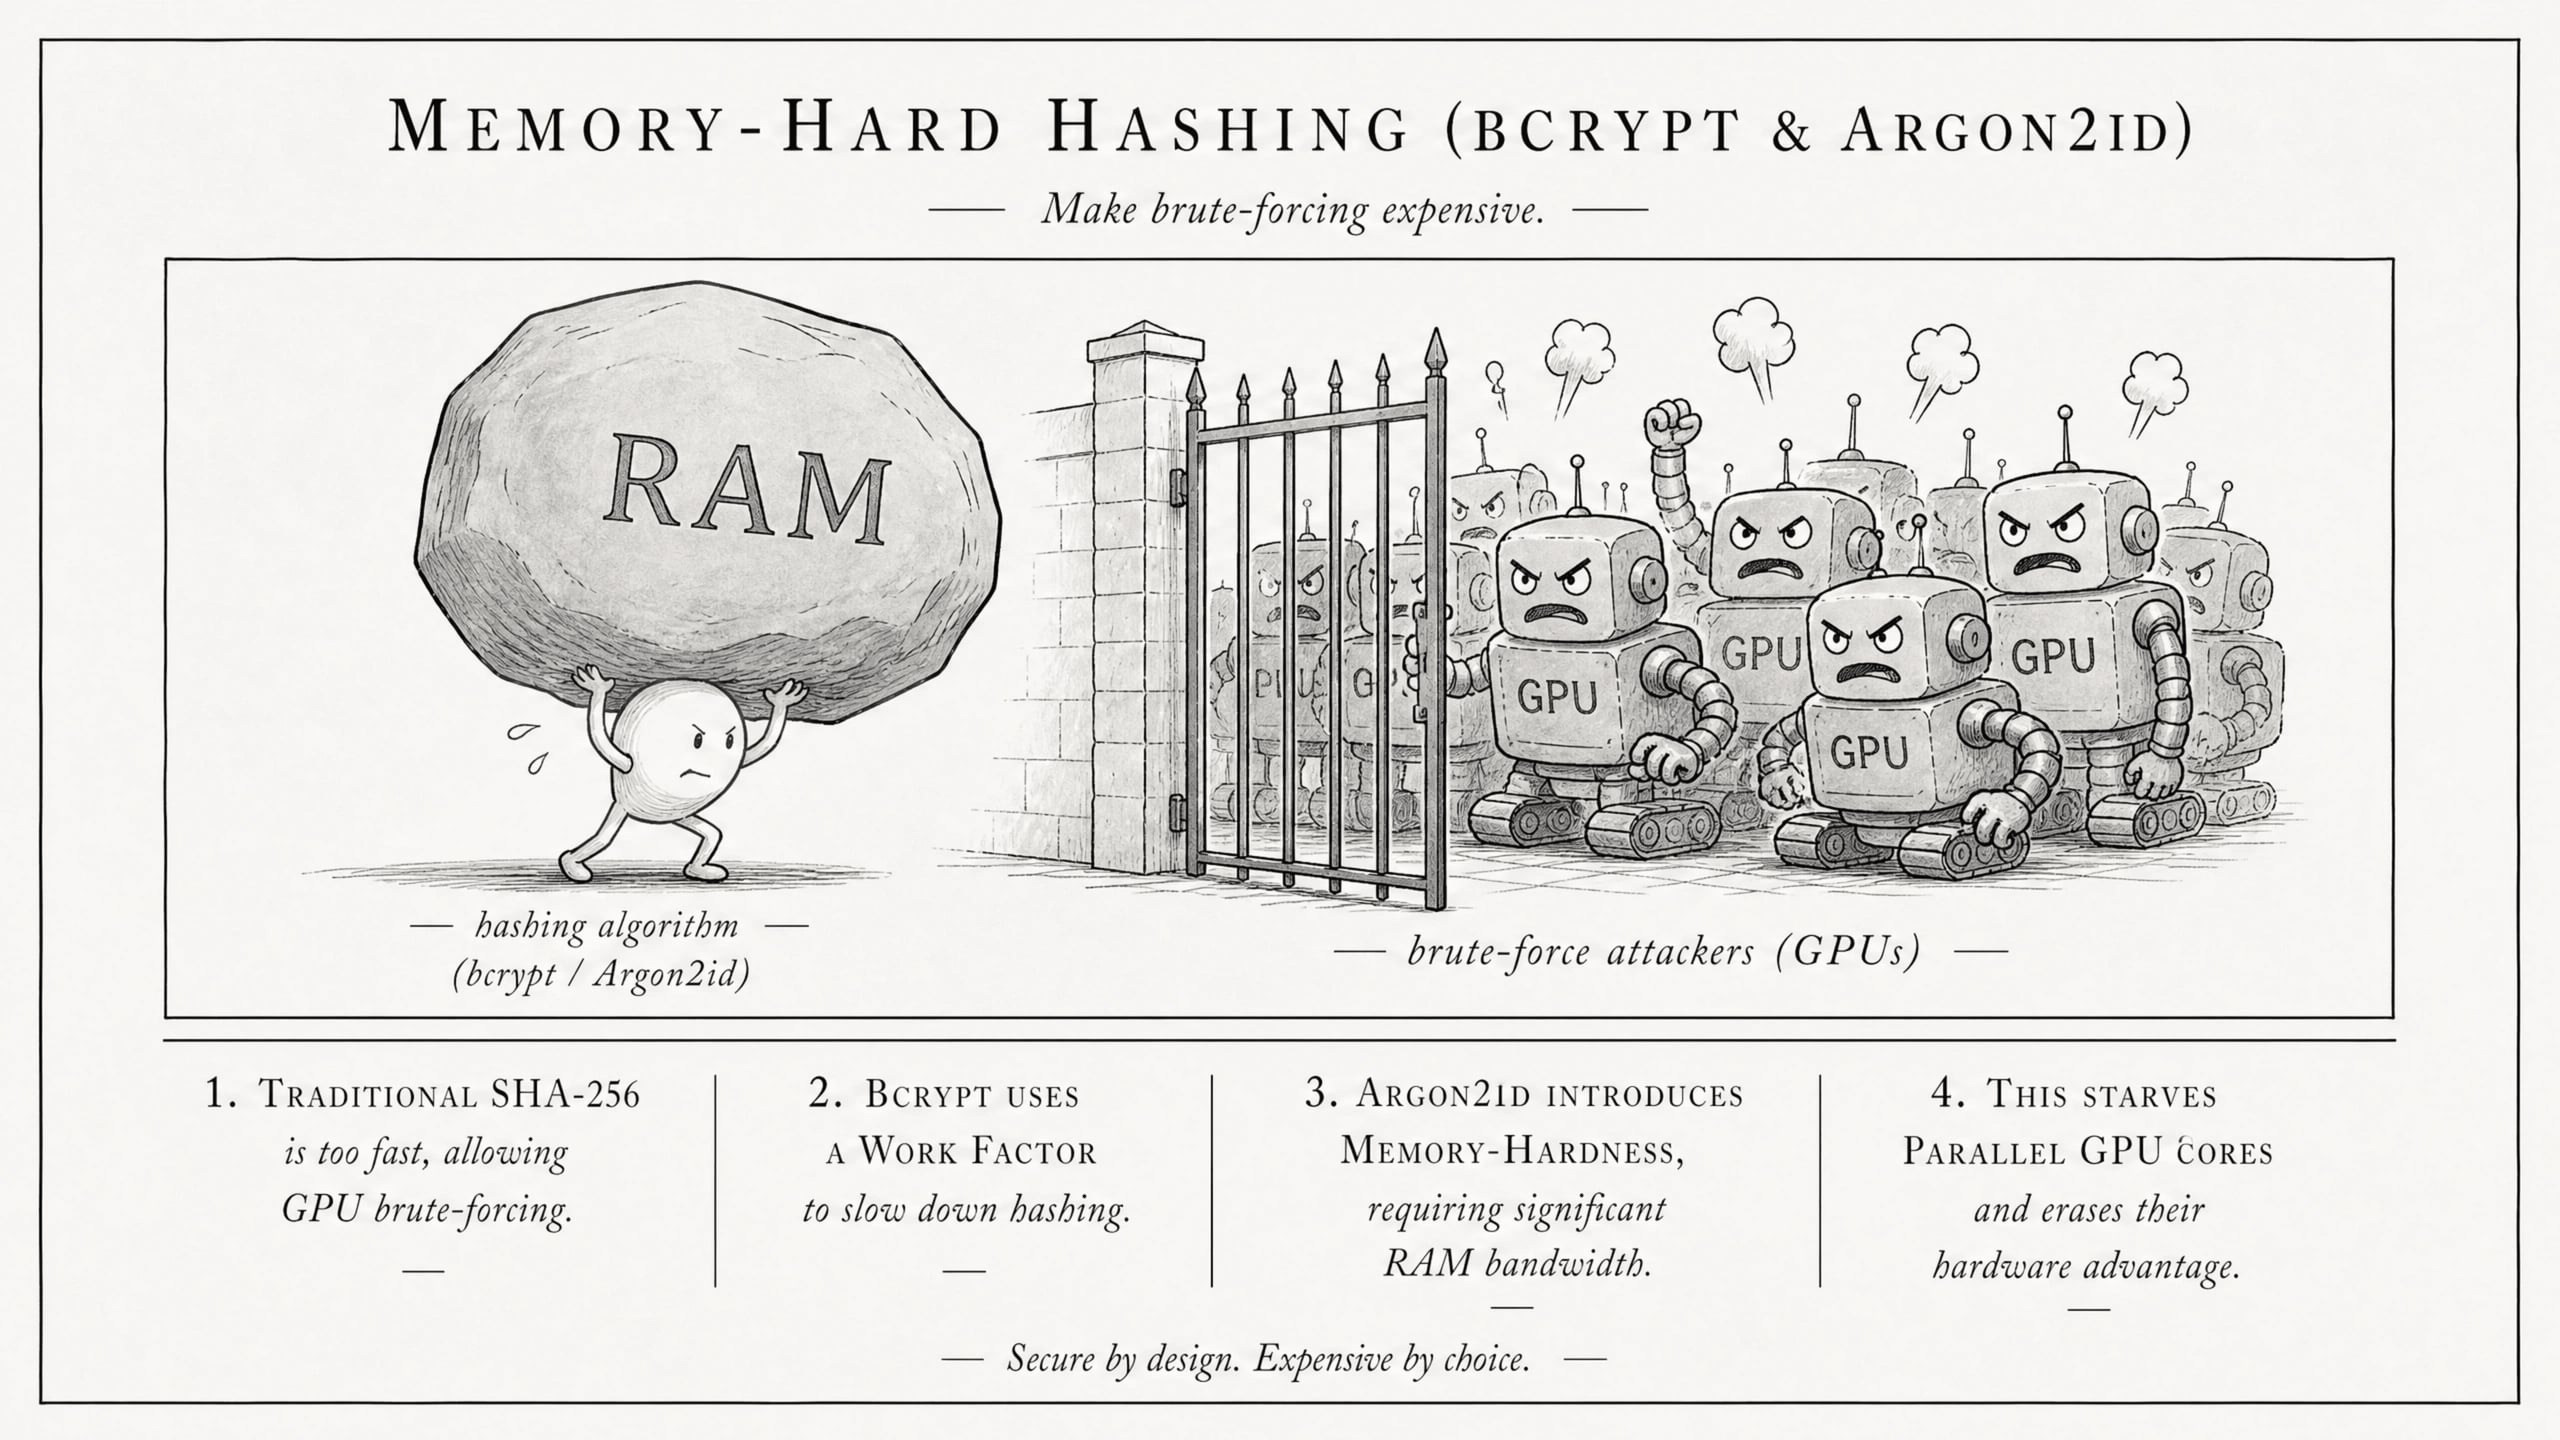 MEMORY-HARD HASHING (BCRYPT & ARGON2ID)
Make brute-forcing expensive.
RAM
GPU
GPU
GPU
GPU
hashing algorithm
(bcrypt / Argon2id)
brute-force attackers (GPUs)
1. TRADITIONAL SHA-256
is too fast, allowing
GPU brute-forcing.
2. BCRYPT USES
A WORK FACTOR
to slow down hashing.
3. ARGON2ID INTRODUCES
MEMORY-HARDNESS,
requiring significant
RAM bandwidth.
4. THIS STARVES
PARALLEL GPU CORES
and erases their
hardware advantage.
Secure by design. Expensive by choice.